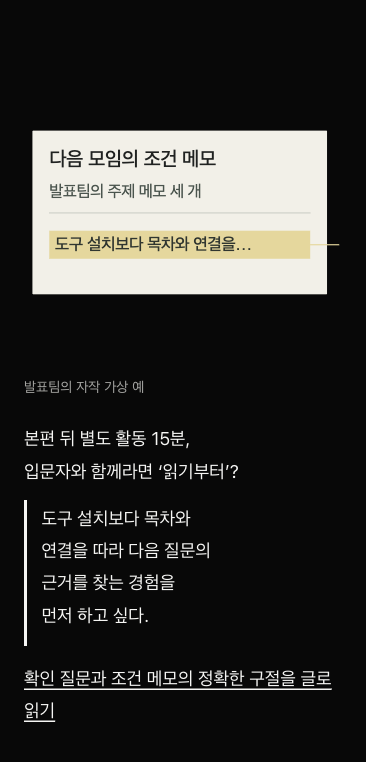 다음 모임의 조건 메모
발표팀의 주제 메모 세 개
도구 설치보다 목차와 연결을…
발표팀의 자작 가상 예
본편 뒤 별도 활동 15분,
입문자와 함께라면 ‘읽기부터’?
도구 설치보다 목차와
연결을 따라 다음 질문의
근거를 찾는 경험을
먼저 하고 싶다.
확인 질문과 조건 메모의 정확한 구절을 글로
읽기